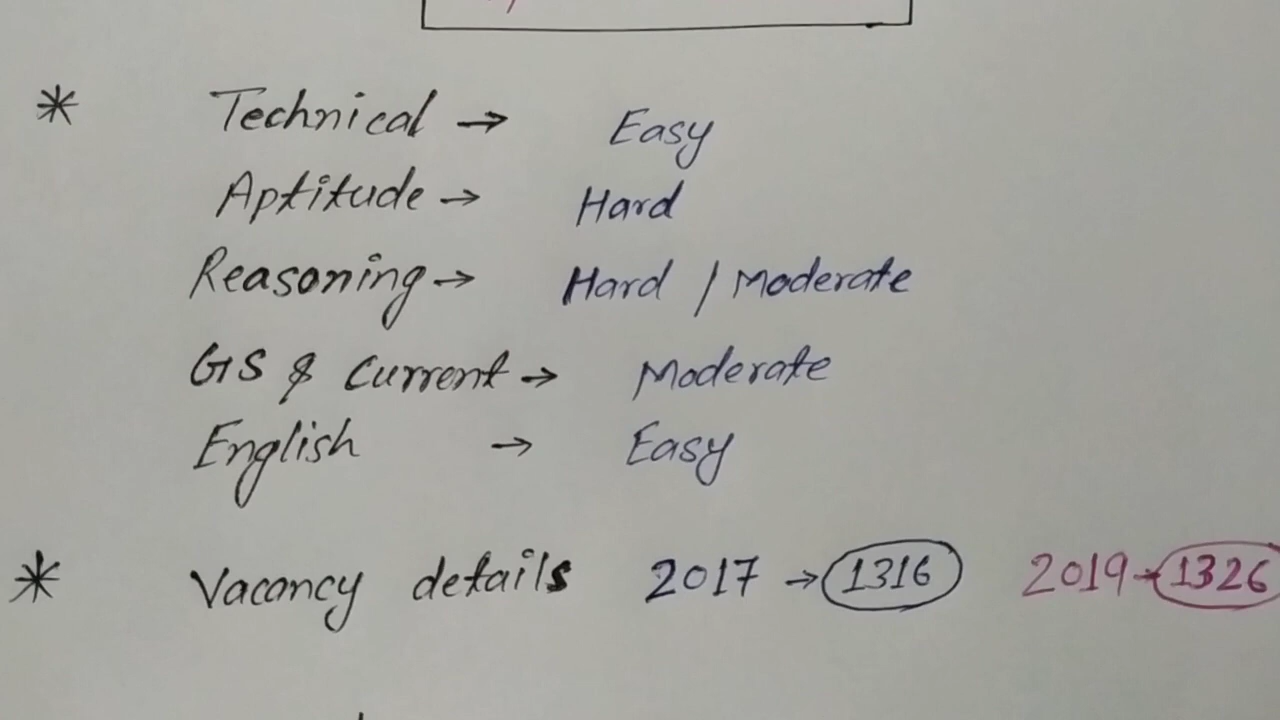 * Technical → Easy
Aptitude → Hard
Reasoning → Hard / Moderate
GS & Current → Moderate
English → Easy
* Vacancy details 2017 → 1316 2019 → 1326